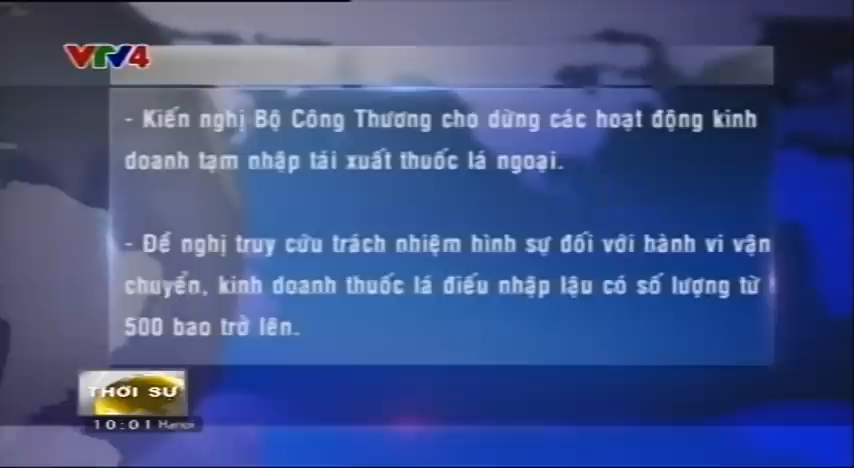 VTV4
- Kiến nghị Bộ Công Thương cho dừng các hoạt động kinh
doanh tạm nhập tái xuất thuốc lá ngoại.
- Đề nghị truy cứu trách nhiệm hình sự đối với hành vi vận
chuyển, kinh doanh thuốc lá điếu nhập lậu có số lượng từ
500 bao trở lên.
THỜI SỰ
10:01 Hanoi